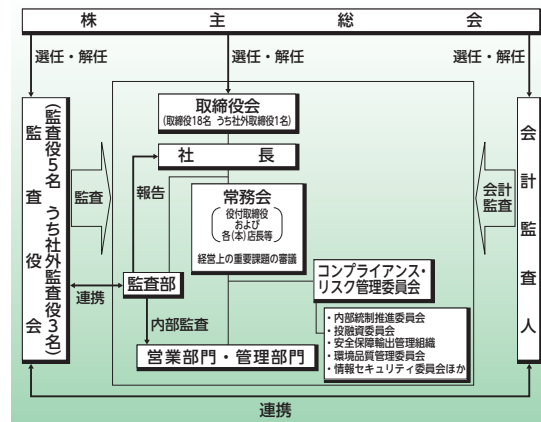 株主総会
選任・解任
選任・解任
選任・解任
取締役会
(取締役18名 うち社外取締役1名)
監査役会
(監査役5名 うち社外監査役3名)
会計監査人
社長
監査
報告
常務会
役付取締役
および
各(本)店長等
経営上の重要課題の審議
会計
監査
監査部
連携
コンプライアンス・
リスク管理委員会
内部監査
・内部統制推進委員会
・投融資委員会
・安全保障輸出管理組織
・環境品質管理委員会
・情報セキュリティ委員会ほか
営業部門・管理部門
連携